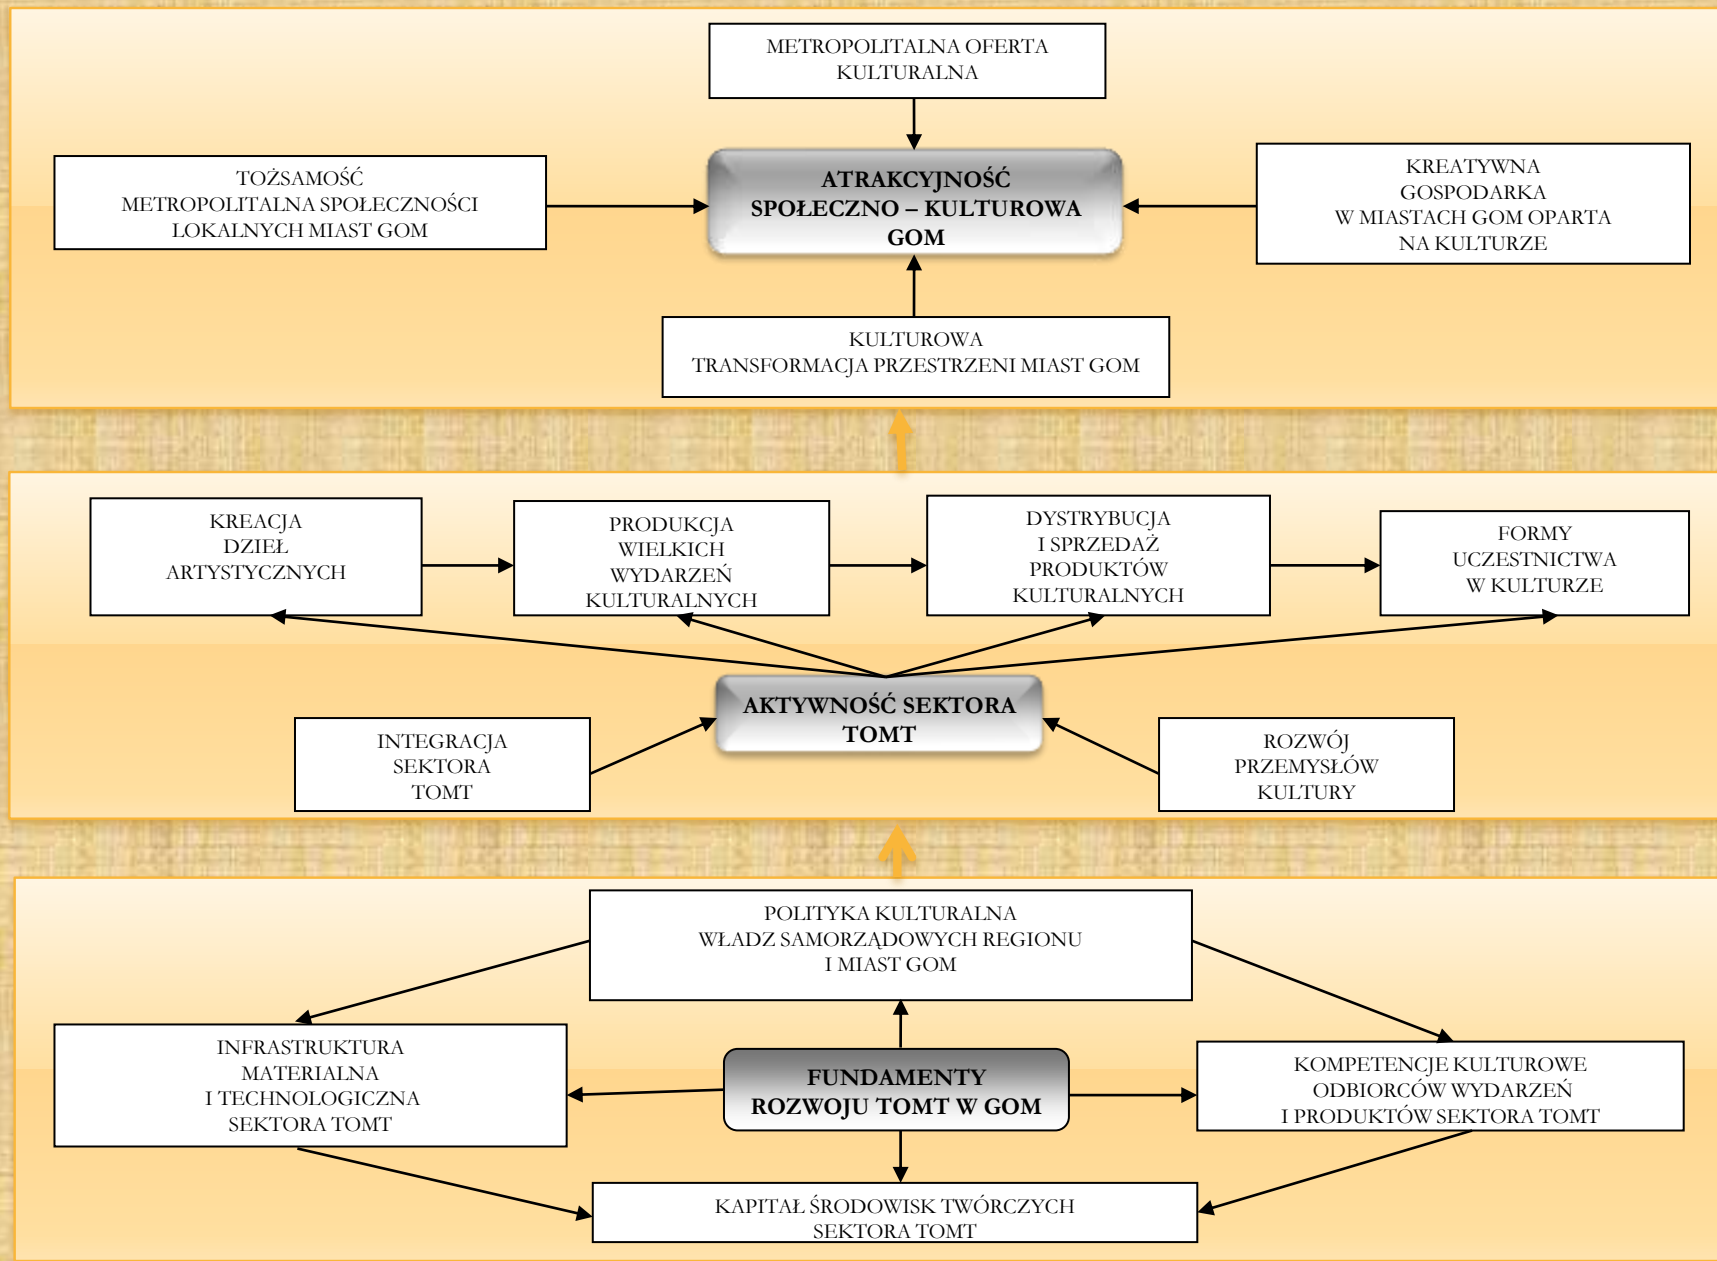 METROPOLITALNA OFERTA
KULTURALNA
TOŻSAMOŚĆ
METROPOLITALNA SPOŁECZNOŚCI
LOKALNYCH MIAST GOM
ATRAKCYJNOŚĆ
SPOŁECZNO – KULTUROWA
GOM
KREATYWNA
GOSPODARKA
W MIASTACH GOM OPARTA
NA KULTURZE
KULTUROWA
TRANSFORMACJA PRZESTRZENI MIAST GOM
KREACJA
DZIEŁ
ARTYSTYCZNYCH
PRODUKCJA
WIELKICH
WYDARZEŃ
KULTURALNYCH
DYSTRYBUCJA
I SPRZEDAŻ
PRODUKTÓW
KULTURALNYCH
FORMY
UCZESTNICTWA
W KULTURZE
AKTYWNOŚĆ SEKTORA
TOMT
INTEGRACJA
SEKTORA
TOMT
ROZWÓJ
PRZEMYSŁÓW
KULTURY
POLITYKA KULTURALNA
WŁADZ SAMORZĄDOWYCH REGIONU
I MIAST GOM
INFRASTRUKTURA
MATERIALNA
I TECHNOLOGICZNA
SEKTORA TOMT
FUNDAMENTY
ROZWOJU TOMT W GOM
KOMPETENCJE KULTUROWE
ODBIORCÓW WYDARZEŃ
I PRODUKTÓW SEKTORA TOMT
KAPITAŁ ŚRODOWISK TWÓRCZYCH
SEKTORA TOMT